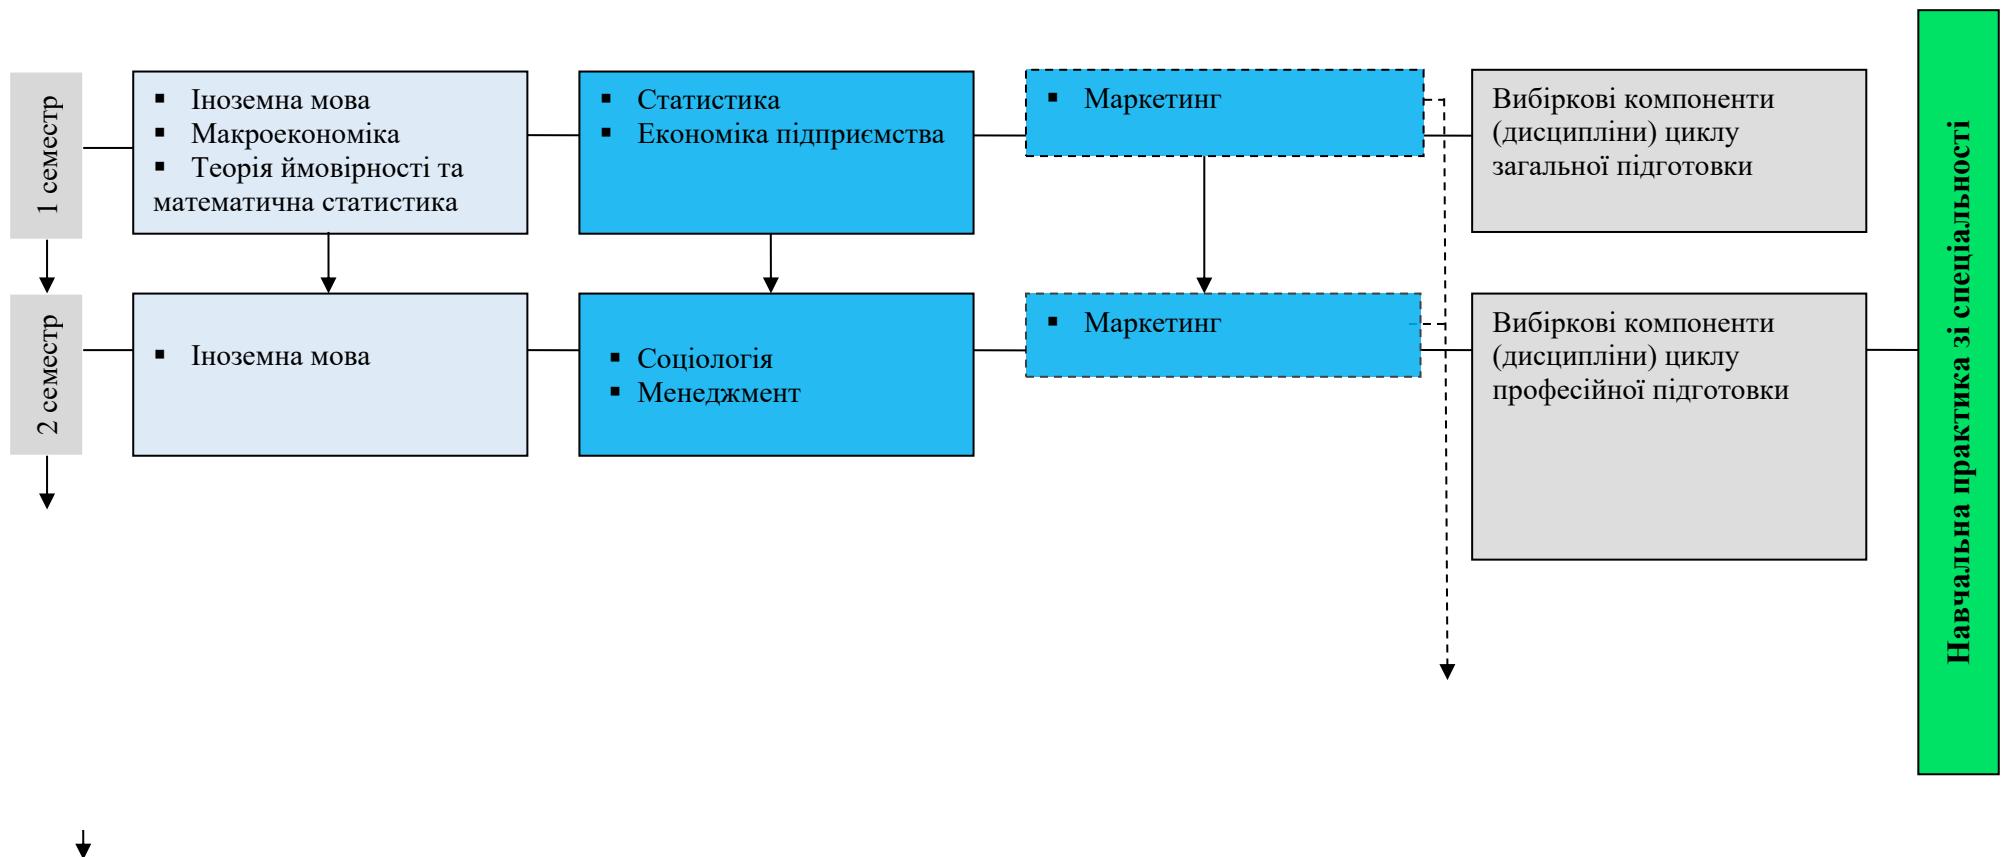 1 семестр
▪ Іноземна мова
▪ Макроекономіка
▪ Теорія ймовірності та
математична статистика
▪ Статистика
▪ Економіка підприємства
▪ Маркетинг
Вибіркові компоненти
(дисципліни) циклу
загальної підготовки
2 семестр
▪ Іноземна мова
▪ Соціологія
▪ Менеджмент
▪ Маркетинг
Вибіркові компоненти
(дисципліни) циклу
професійної підготовки
Навчальна практика зі спеціальності